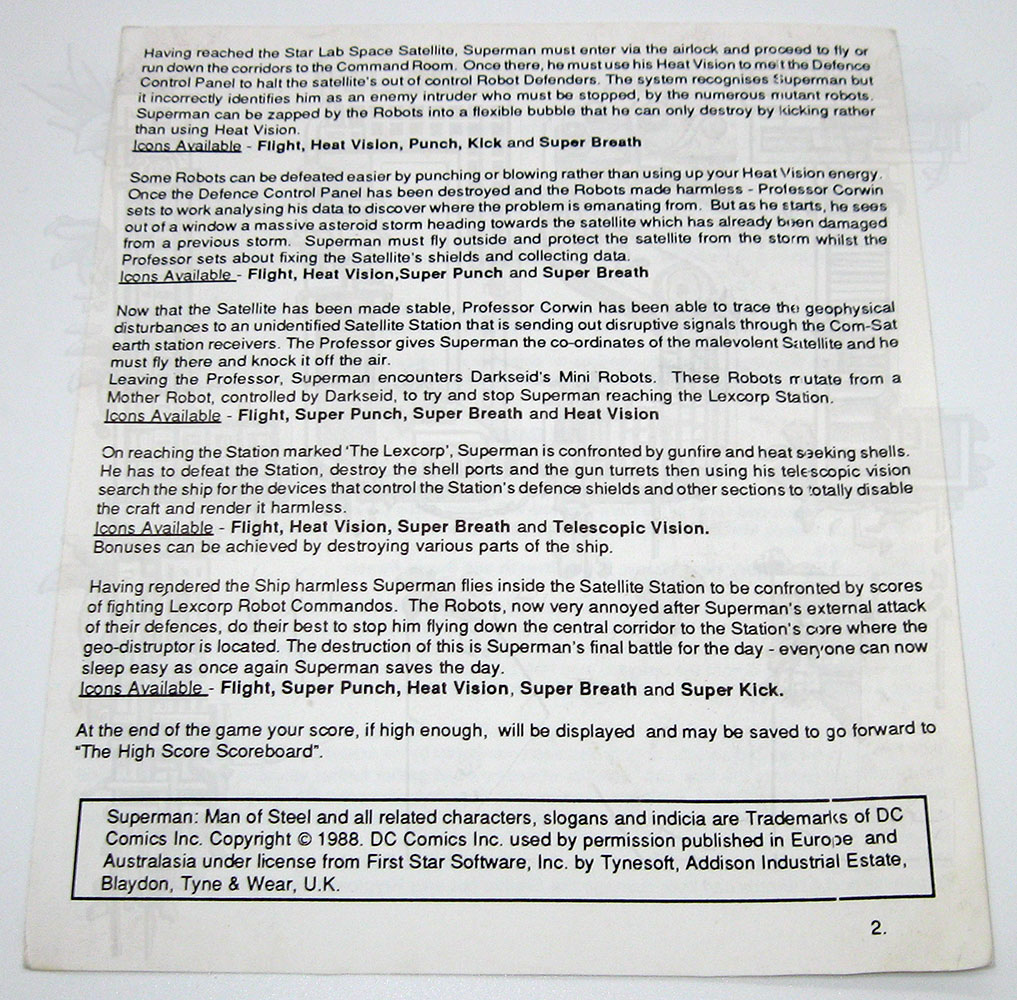 Having reached the Star Lab Space Satellite, Superman must enter via the airlock and proceed to fly or
run down the corridors to the Command Room. Once there, he must use his Heat Vision to melt the Defence
Control Panel to halt the satellite's out of control Robot Defenders. The system recognises Superman but
it incorrectly identifies him as an enemy intruder who must be stopped, by the numerous mutant robots.
Superman can be zapped by the Robots into a flexible bubble that he can only destroy by kicking rather
than using Heat Vision.
Icons Available - Flight, Heat Vision, Punch, Kick and Super Breath
Some Robots can be defeated easier by punching or blowing rather than using up your Heat Vision energy.
Once the Defence Control Panel has been destroyed and the Robots made harmless - Professor Corwin
sets to work analysing his data to discover where the problem is emanating from. But as he starts, he sees
out of a window a massive asteroid storm heading towards the satellite which has already been damaged
from a previous storm. Superman must fly outside and protect the satellite from the storm whilst the
Professor sets about fixing the Satellite's shields and collecting data.
Icons Available - Flight, Heat Vision,Super Punch and Super Breath
Now that the Satellite has been made stable, Professor Corwin has been able to trace the geophysical
disturbances to an unidentified Satellite Station that is sending out disruptive signals through the Com-Sat
earth station receivers. The Professor gives Superman the co-ordinates of the malevolent Satellite and he
must fly there and knock it off the air.
Leaving the Professor, Superman encounters Darkseid's Mini Robots. These Robots mutate from a
Mother Robot, controlled by Darkseid, to try and stop Superman reaching the Lexcorp Station.
Icons Available - Flight, Super Punch, Super Breath and Heat Vision
On reaching the Station marked 'The Lexcorp', Superman is confronted by gunfire and heat seeking shells.
He has to defeat the Station, destroy the shell ports and the gun turrets then using his telescopic vision
search the ship for the devices that control the Station's defence shields and other sections to totally disable
the craft and render it harmless.
Icons Available - Flight, Heat Vision, Super Breath and Telescopic Vision.
Bonuses can be achieved by destroying various parts of the ship.
Having rendered the Ship harmless Superman flies inside the Satellite Station to be confronted by scores
of fighting Lexcorp Robot Commandos. The Robots, now very annoyed after Superman's external attack
of their defences, do their best to stop him flying down the central corridor to the Station's core where the
geo-distruptor is located. The destruction of this is Superman's final battle for the day - everyone can now
sleep easy as once again Superman saves the day.
Icons Available - Flight, Super Punch, Heat Vision, Super Breath and Super Kick.
At the end of the game your score, if high enough, will be displayed and may be saved to go forward to
"The High Score Scoreboard".
Superman: Man of Steel and all related characters, slogans and indicia are Trademarks of DC
Comics Inc. Copyright © 1988. DC Comics Inc. used by permission published in Europe and
Australasia under license from First Star Software, Inc. by Tynesoft, Addison Industrial Estate,
Blaydon, Tyne & Wear, U.K.
2.